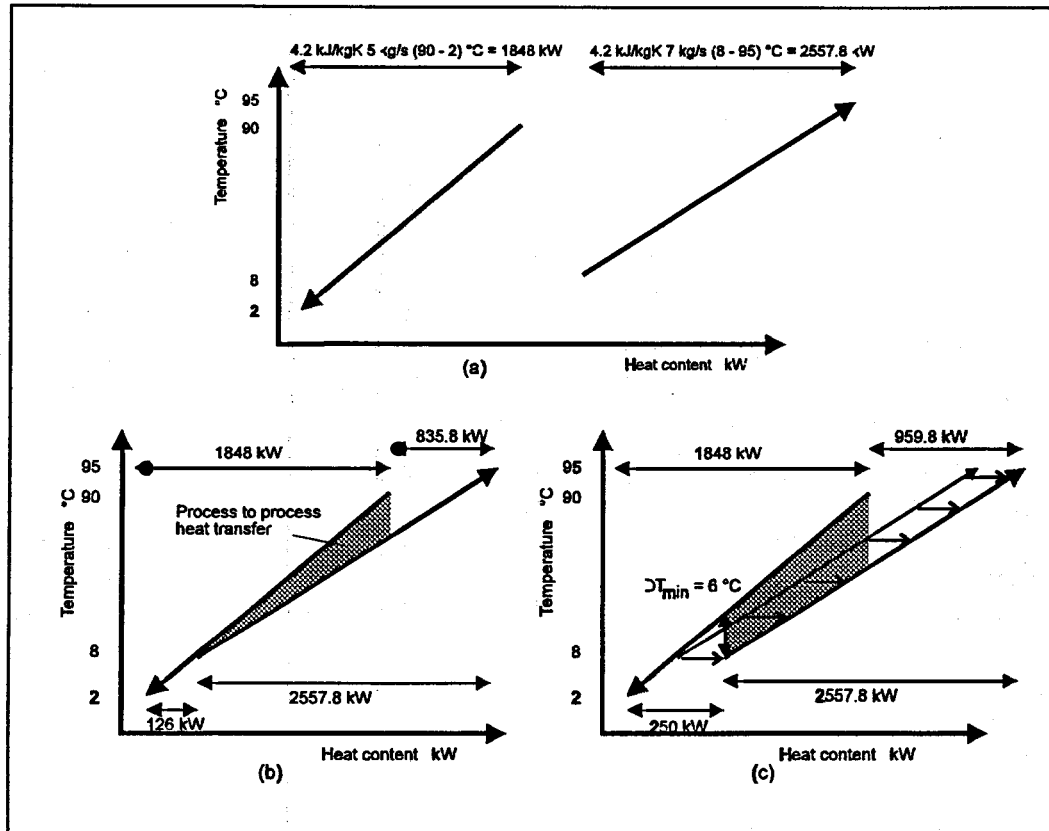 4.2 kJ/kgK 5 <g/s (90 - 2) °C = 1848 kW
4.2 kJ/kgK 7 kg/s (8 - 95) °C = 2557.8 <W
Temperature °C
95
90
8
2
Heat content kW
(a)
1848 kW
835.8 kW
Temperature °C
95
90
8
2
Process to process
heat transfer
2557.8 kW
126 kW
Heat content kW
(b)
1848 kW
959.8 kW
Temperature °C
95
90
8
2
ƆTmin = 6 °C
2557.8 kW
250 kW
Heat content kW
(c)